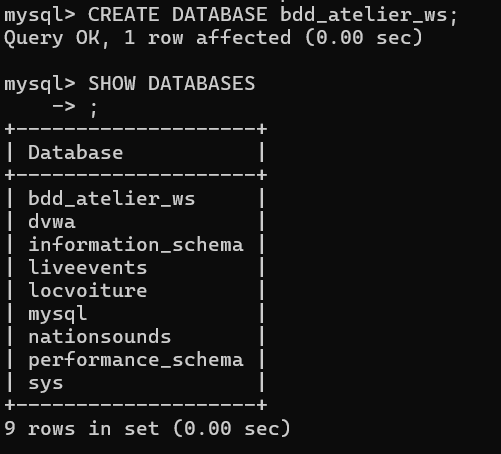 mysql> CREATE DATABASE bdd_atelier_ws;
Query OK, 1 row affected (0.00 sec)
mysql> SHOW DATABASES
    -> ;
+--------------------+
| Database           |
+--------------------+
| bdd_atelier_ws     |
| dvwa               |
| information_schema |
| liveevents         |
| locvoiture         |
| mysql              |
| nationsounds       |
| performance_schema |
| sys                |
+--------------------+
9 rows in set (0.00 sec)